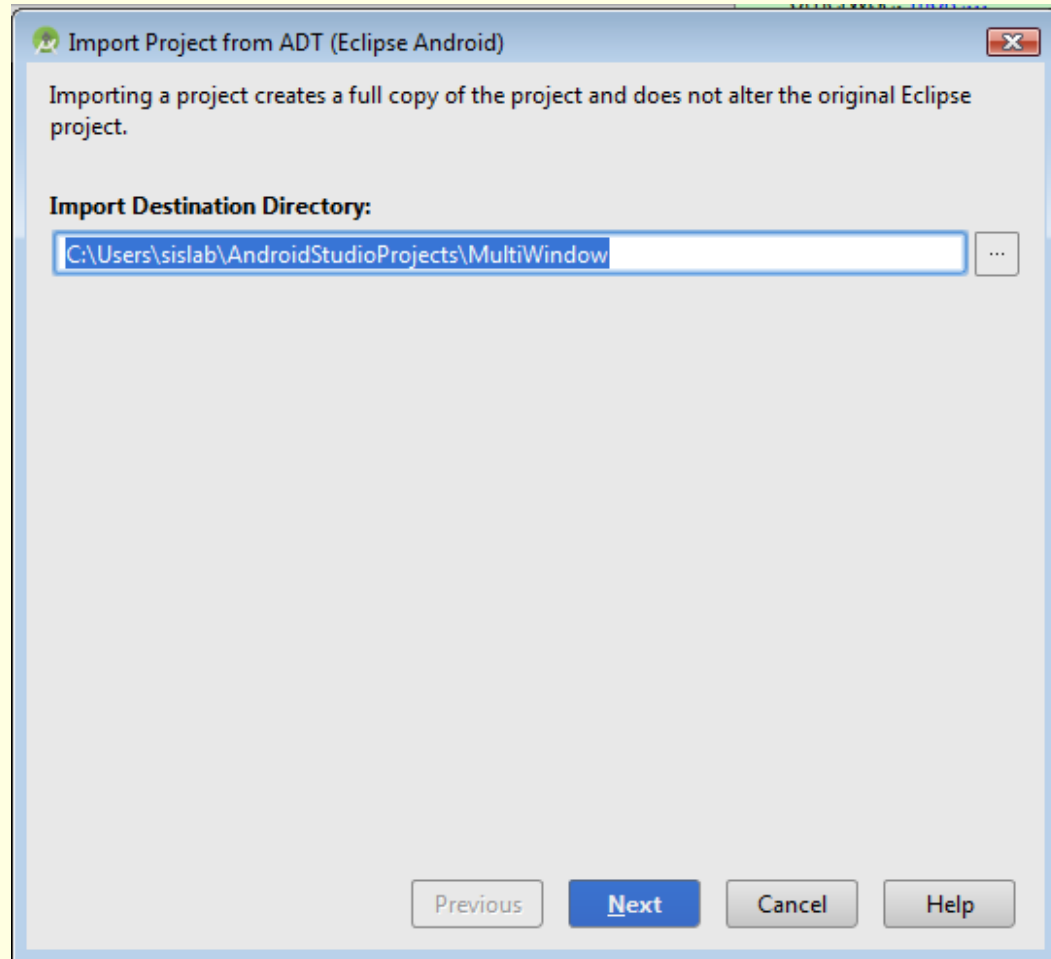 Import Project from ADT (Eclipse Android)
Importing a project creates a full copy of the project and does not alter the original Eclipse
project.
Import Destination Directory:
C:\Users\sislab\AndroidStudioProjects\MultiWindow
...
Previous Next Cancel Help